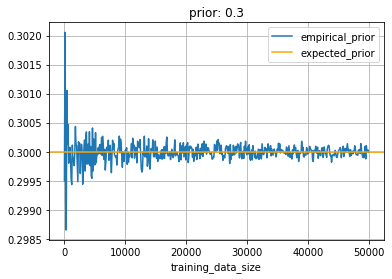 prior: 0.3
empirical_prior
expected_prior
0.3020
0.3015
0.3010
0.3005
0.3000
0.2995
0.2990
0.2985
0 10000 20000 30000 40000 50000
training_data_size